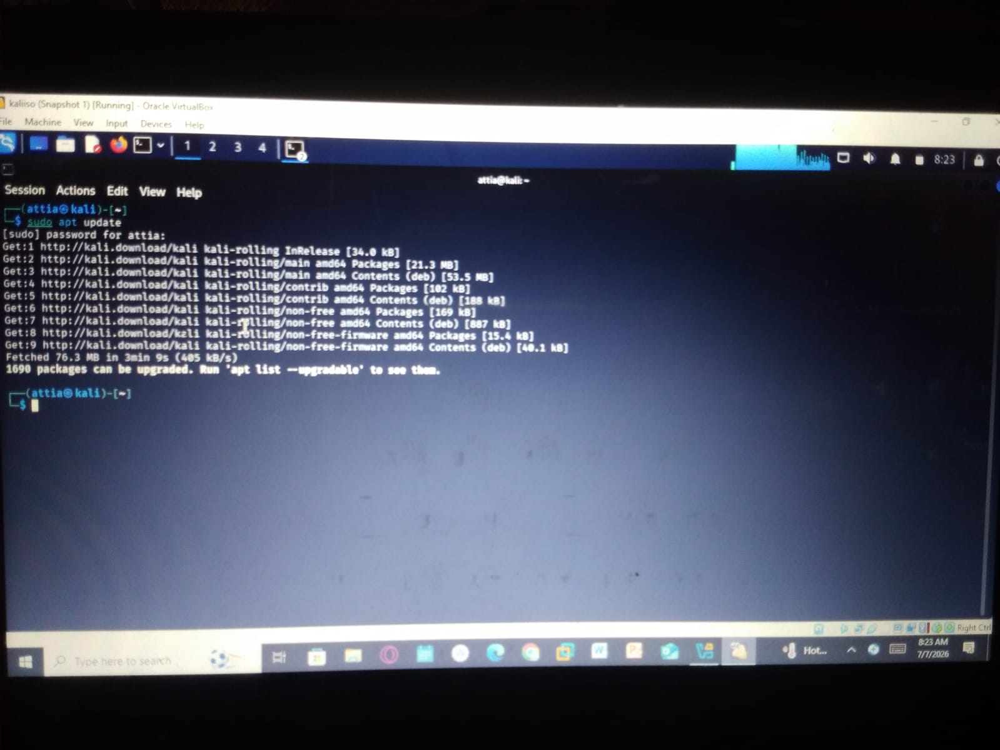 kaliiso (Snapshot 1) [Running] - Oracle VirtualBox
File Machine View Input Devices Help
1 2 3 4 2 8:23
attia@kali: ~
Session Actions Edit View Help
(attia㉿kali)-[~]
$ sudo apt update
[sudo] password for attia:
Get:1 http://kali.download/kali kali-rolling InRelease [34.0 kB]
Get:2 http://kali.download/kali kali-rolling/main amd64 Packages [21.3 MB]
Get:3 http://kali.download/kali kali-rolling/main amd64 Contents (deb) [53.5 MB]
Get:4 http://kali.download/kali kali-rolling/contrib amd64 Packages [102 kB]
Get:5 http://kali.download/kali kali-rolling/contrib amd64 Contents (deb) [188 kB]
Get:6 http://kali.download/kali kali-rolling/non-free amd64 Packages [169 kB]
Get:7 http://kali.download/kali kali-rolling/non-free amd64 Contents (deb) [887 kB]
Get:8 http://kali.download/kali kali-rolling/non-free-firmware amd64 Packages [15.4 kB]
Get:9 http://kali.download/kali kali-rolling/non-free-firmware amd64 Contents (deb) [40.1 kB]
Fetched 76.3 MB in 3min 9s (405 kB/s)
1690 packages can be upgraded. Run 'apt list --upgradable' to see them.
(attia㉿kali)-[~]
$
Right Ctrl
Type here to search Hot... 8:23 AM
7/7/2026